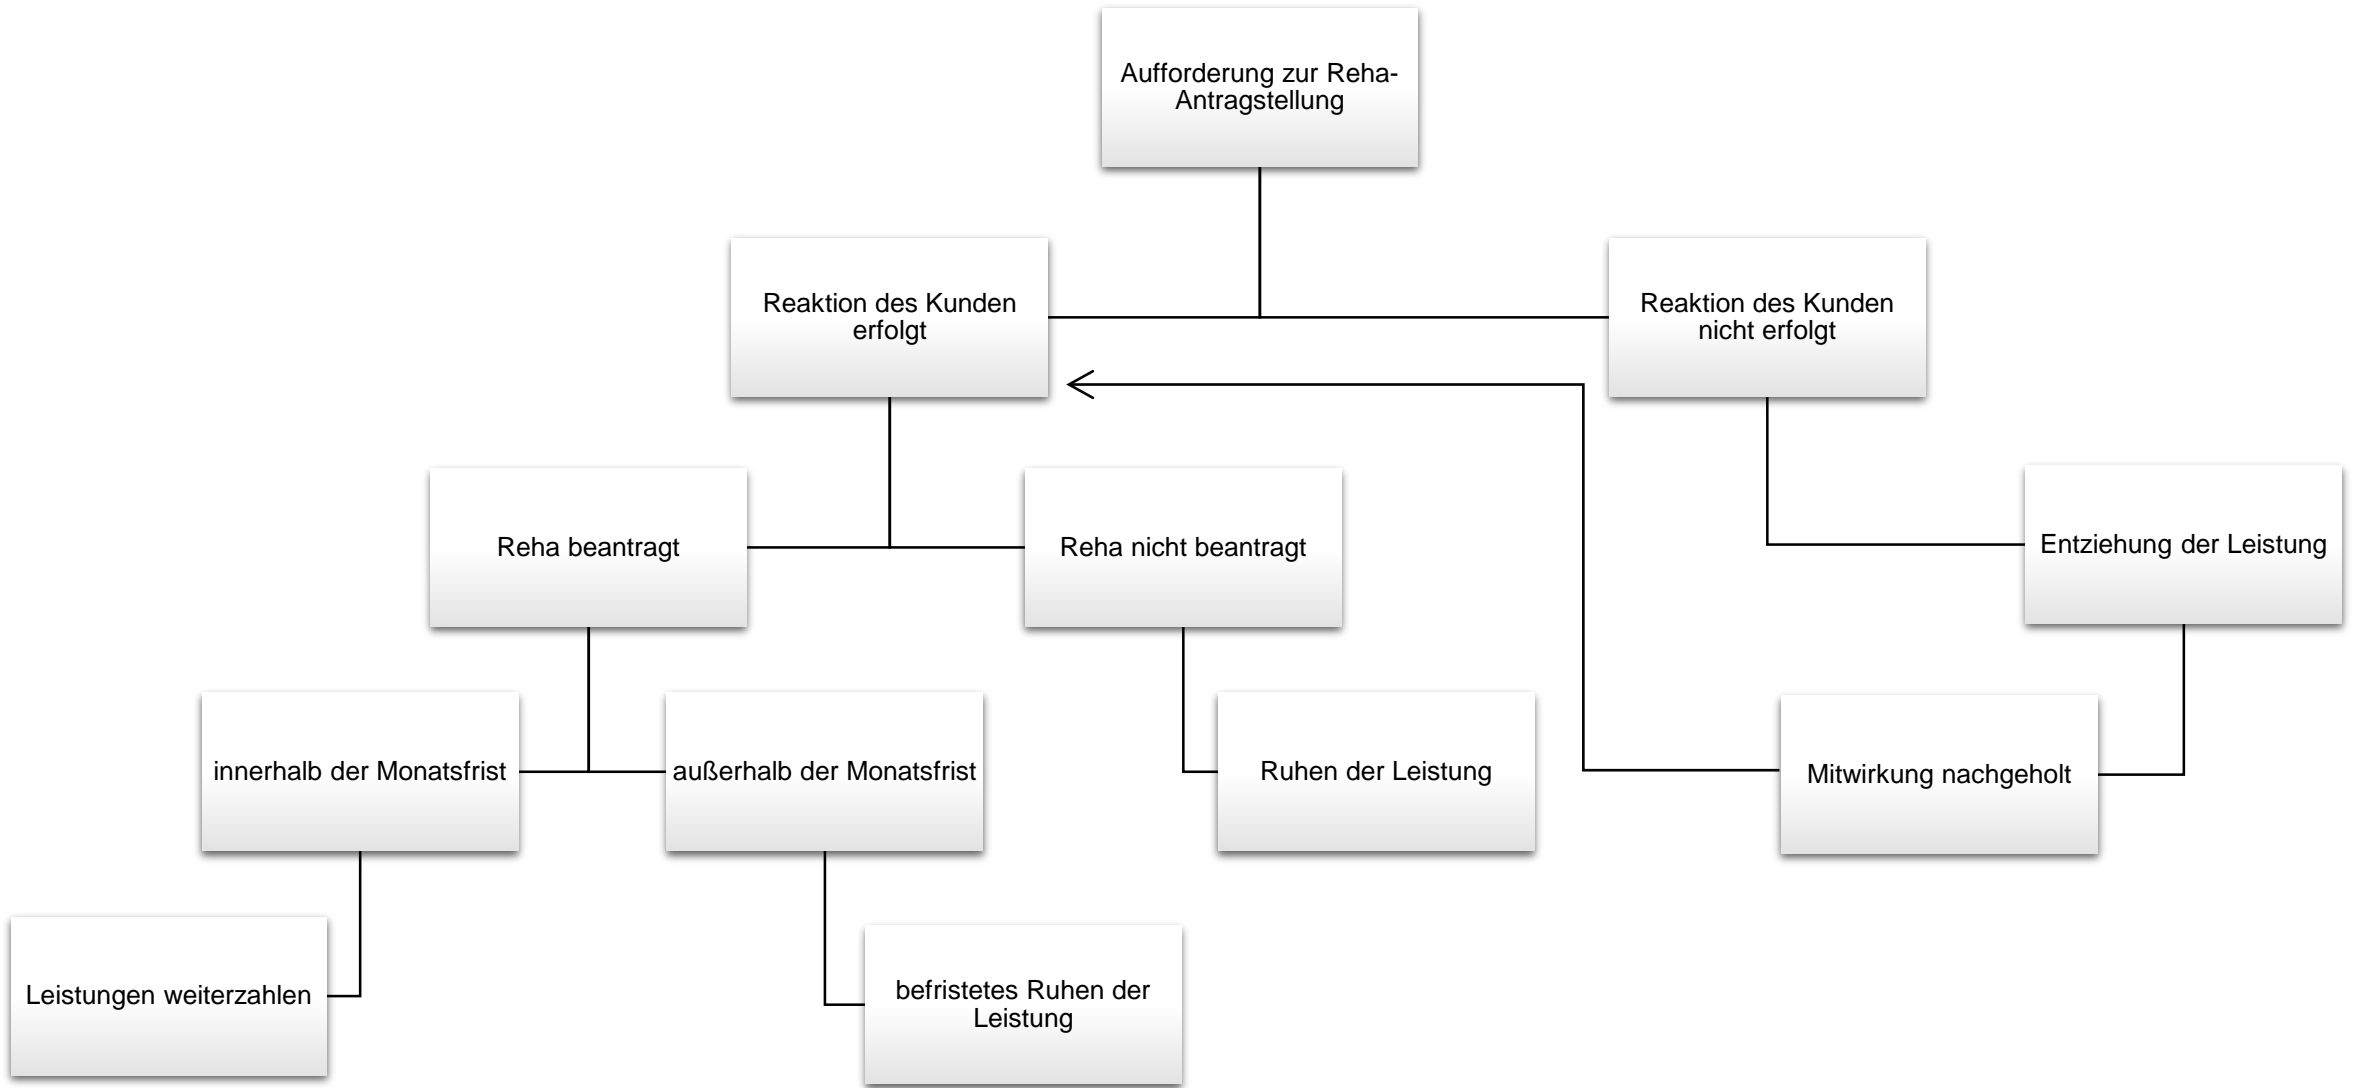 Aufforderung zur Reha-
Antragstellung
Reaktion des Kunden
erfolgt
Reaktion des Kunden
nicht erfolgt
Reha beantragt
Reha nicht beantragt
Entziehung der Leistung
innerhalb der Monatsfrist
außerhalb der Monatsfrist
Ruhen der Leistung
Mitwirkung nachgeholt
Leistungen weiterzahlen
befristetes Ruhen der
Leistung